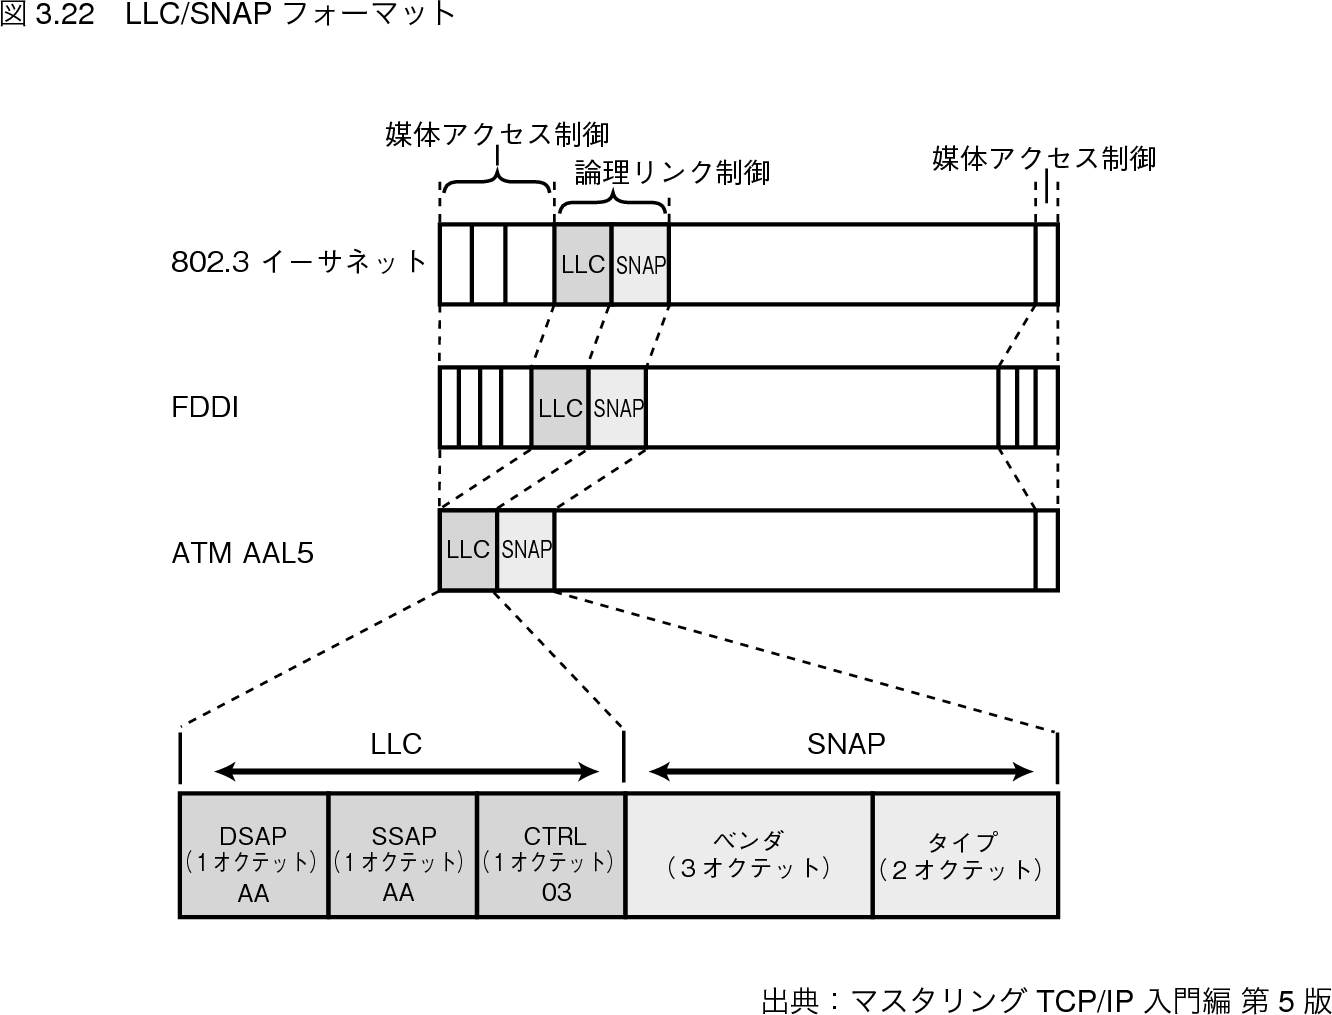 図 3.22 LLC/SNAP フォーマット
媒体アクセス制御
論理リンク制御
媒体アクセス制御
802.3 イーサネット
LLC
SNAP
FDDI
LLC
SNAP
ATM AAL5
LLC
SNAP
LLC
SNAP
DSAP
(1オクテット)
AA
SSAP
(1オクテット)
AA
CTRL
(1オクテット)
03
ベンダ
(3オクテット)
タイプ
(2オクテット)
出典：マスタリング TCP/IP 入門編 第 5 版